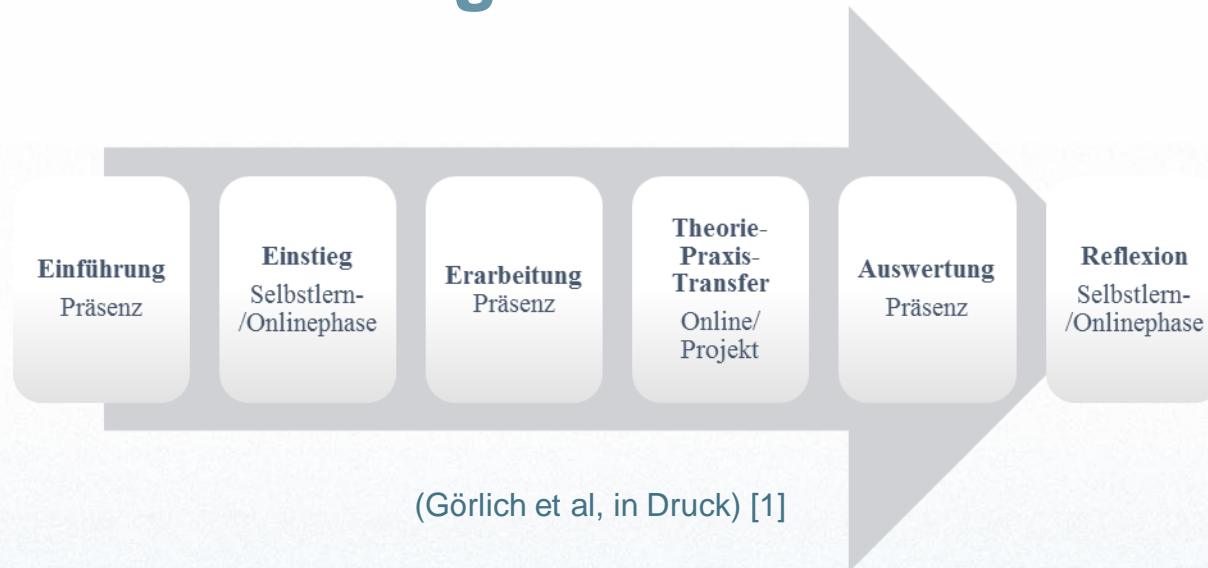 Einführung
Präsenz
Einstieg
Selbstlern-
/Onlinephase
Erarbeitung
Präsenz
Theorie-
Praxis-
Transfer
Online/
Projekt
Auswertung
Präsenz
Reflexion
Selbstlern-
/Onlinephase
(Görlich et al, in Druck) [1]